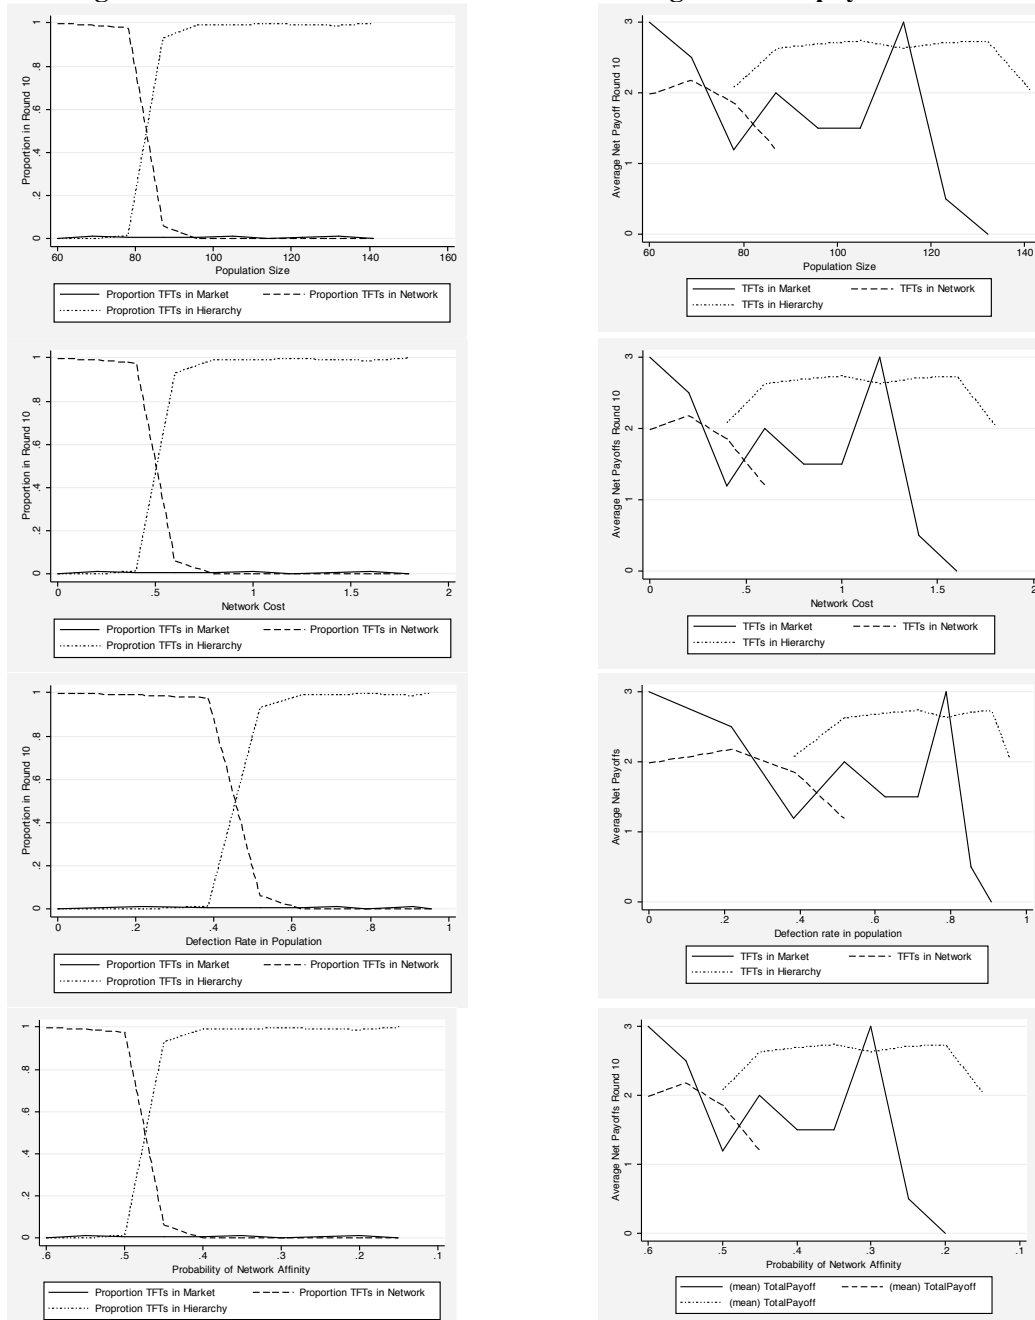 1
.8
.6
.4
.2
0
Proportion in Round 10
60 80 100 120 140 160
Population Size
Proportion TFTs in Market Proportion TFTs in Network
Proprotion TFTs in Hierarchy
3
2
1
0
Average Net Payoff Round 10
60 80 100 120 140
Population Size
TFTs in Market TFTs in Network
TFTs in Hierarchy
1
.8
.6
.4
.2
0
Proportion in Round 10
0 .5 1 1.5 2
Network Cost
Proportion TFTs in Market Proportion TFTs in Network
Proprotion TFTs in Hierarchy
3
2
1
0
Average Net Payoffs Round 10
0 .5 1 1.5 2
Network Cost
TFTs in Market TFTs in Network
TFTs in Hierarchy
1
.8
.6
.4
.2
0
Proportion in Round 10
0 .2 .4 .6 .8 1
Defection Rate in Population
Proportion TFTs in Market Proportion TFTs in Network
Proprotion TFTs in Hierarchy
3
2
1
0
Average Net Payoffs
0 .2 .4 .6 .8 1
Defection rate in population
TFTs in Market TFTs in Network
TFTs in Hierarchy
1
.8
.6
.4
.2
0
Proportion in Round 10
.6 .5 .4 .3 .2 .1
Probability of Network Affinity
Proportion TFTs in Market Proportion TFTs in Network
Proprotion TFTs in Hierarchy
3
2
1
0
Average Net Payoffs Round 10
.6 .5 .4 .3 .2 .1
Probability of Network Affinity
(mean) TotalPayoff (mean) TotalPayoff
(mean) TotalPayoff